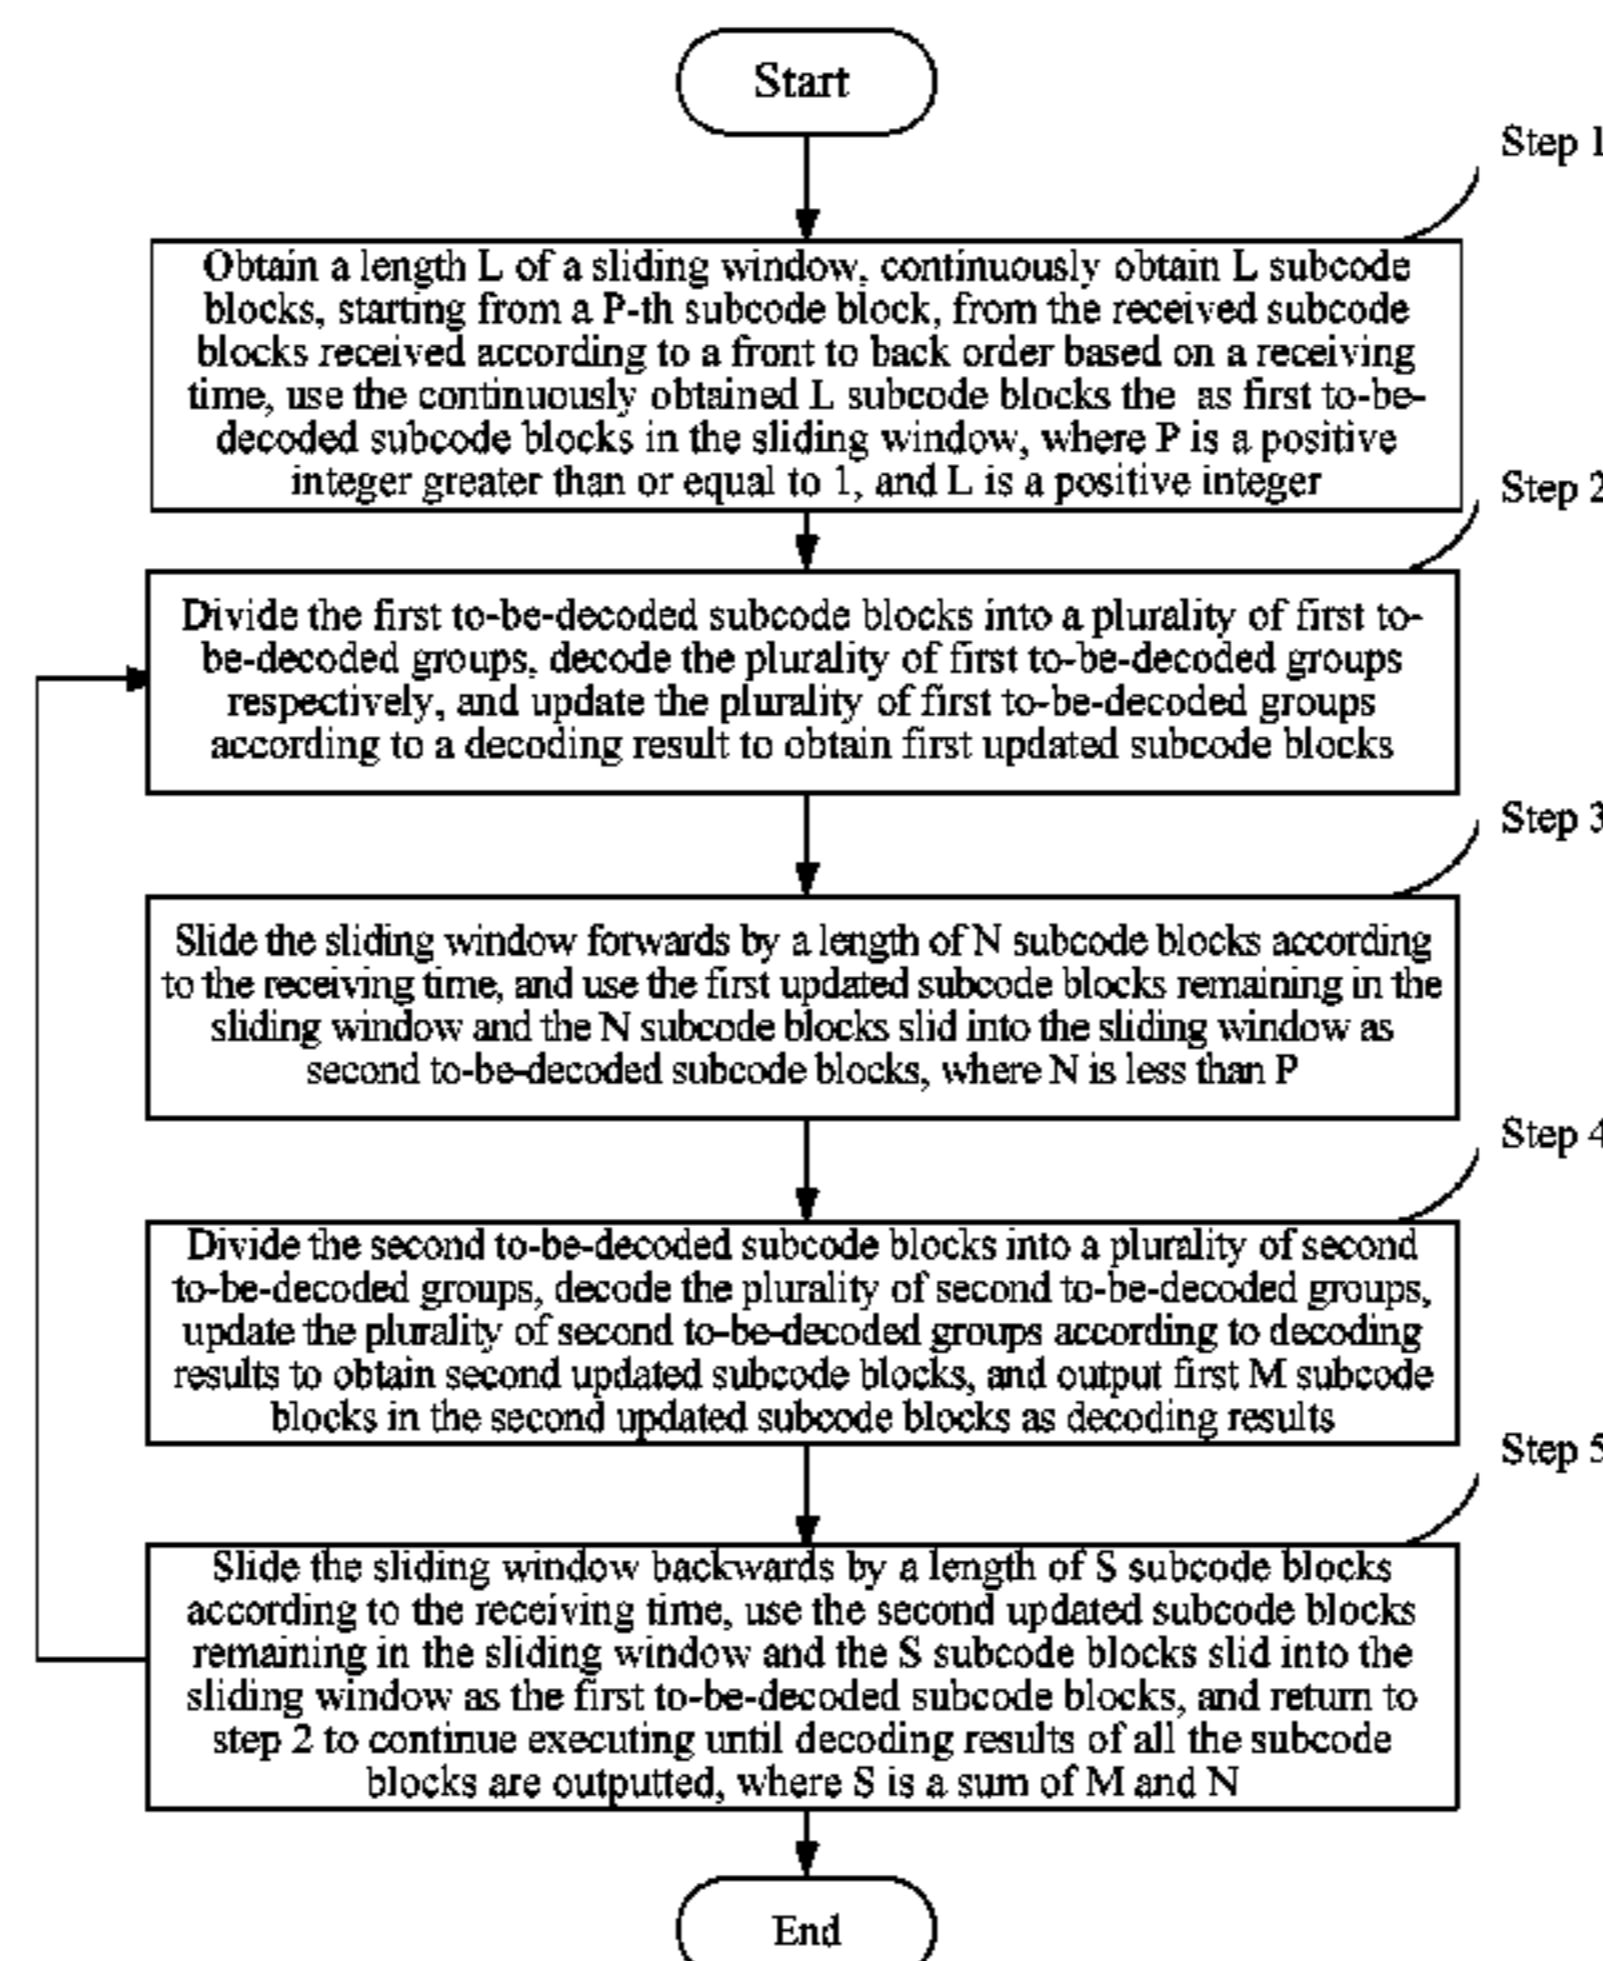 Start
Step 1
Obtain a length L of a sliding window, continuously obtain L subcode
blocks, starting from a P-th subcode block, from the received subcode
blocks received according to a front to back order based on a receiving
time, use the continuously obtained L subcode blocks the as first to-be-
decoded subcode blocks in the sliding window, where P is a positive
integer greater than or equal to 1, and L is a positive integer
Step 2
Divide the first to-be-decoded subcode blocks into a plurality of first to-
be-decoded groups, decode the plurality of first to-be-decoded groups
respectively, and update the plurality of first to-be-decoded groups
according to a decoding result to obtain first updated subcode blocks
Step 3
Slide the sliding window forwards by a length of N subcode blocks according
to the receiving time, and use the first updated subcode blocks remaining in the
sliding window and the N subcode blocks slid into the sliding window as
second to-be-decoded subcode blocks, where N is less than P
Step 4
Divide the second to-be-decoded subcode blocks into a plurality of second
to-be-decoded groups, decode the plurality of second to-be-decoded groups,
update the plurality of second to-be-decoded groups according to decoding
results to obtain second updated subcode blocks, and output first M subcode
blocks in the second updated subcode blocks as decoding results
Step 5
Slide the sliding window backwards by a length of S subcode blocks
according to the receiving time, use the second updated subcode blocks
remaining in the sliding window and the S subcode blocks slid into the
sliding window as the first to-be-decoded subcode blocks, and return to
step 2 to continue executing until decoding results of all the subcode
blocks are outputted, where S is a sum of M and N
End